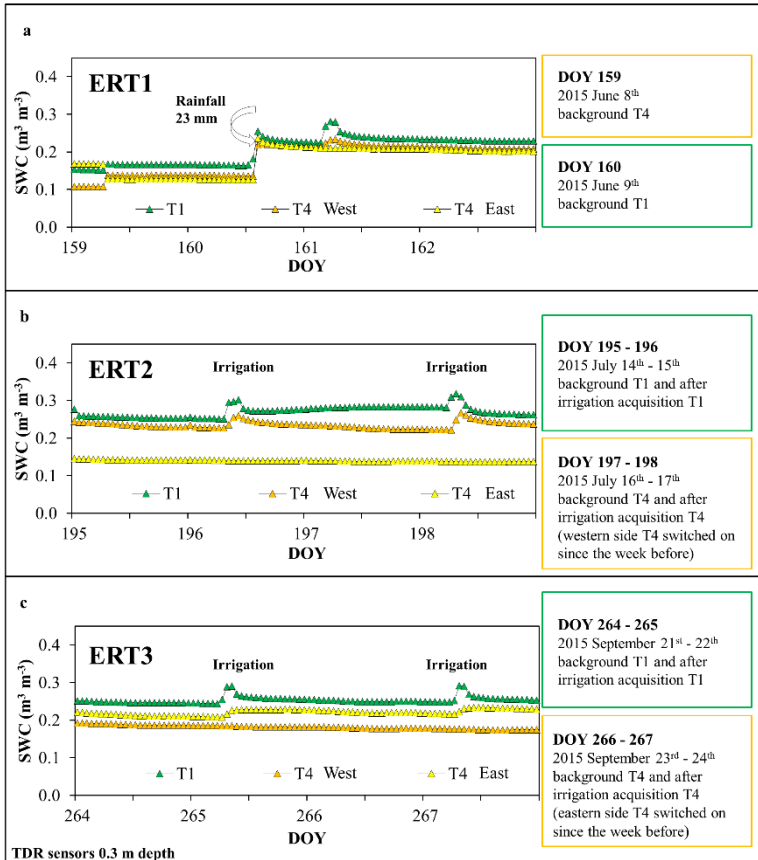 a
ERT1
Rainfall
23 mm
SWC (m³ m⁻³)
0.4
0.3
0.2
0.1
0.0
T1 T4 West T4 East
159 160 161 162
DOY
DOY 159
2015 June 8th
background T4
DOY 160
2015 June 9th
background T1
b
ERT2
Irrigation Irrigation
SWC (m³ m⁻³)
0.4
0.3
0.2
0.1
0.0
T1 T4 West T4 East
195 196 197 198
DOY
DOY 195 - 196
2015 July 14th - 15th
background T1 and after
irrigation acquisition T1
DOY 197 - 198
2015 July 16th - 17th
background T4 and after
irrigation acquisition T4
(western side T4 switched on
since the week before)
c
ERT3
Irrigation Irrigation
SWC (m³ m⁻³)
0.4
0.3
0.2
0.1
0.0
T1 T4 West T4 East
264 265 266 267
DOY
TDR sensors 0.3 m depth
DOY 264 - 265
2015 September 21st - 22th
background T1 and after
irrigation acquisition T1
DOY 266 - 267
2015 September 23rd - 24th
background T4 and after
irrigation acquisition T4
(eastern side T4 switched on
since the week before)